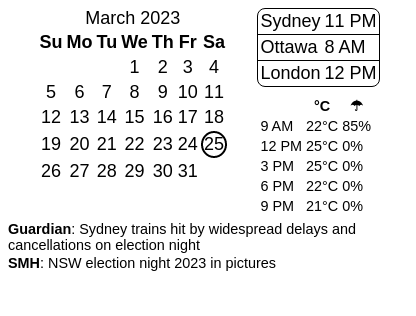 March 2023
Su Mo Tu We Th Fr Sa
1 2 3 4
5 6 7 8 9 10 11
12 13 14 15 16 17 18
19 20 21 22 23 24 25
26 27 28 29 30 31
Sydney 11 PM
Ottawa 8 AM
London 12 PM
°C ☂
9 AM 22°C 85%
12 PM 25°C 0%
3 PM 25°C 0%
6 PM 22°C 0%
9 PM 21°C 0%
Guardian: Sydney trains hit by widespread delays and
cancellations on election night
SMH: NSW election night 2023 in pictures